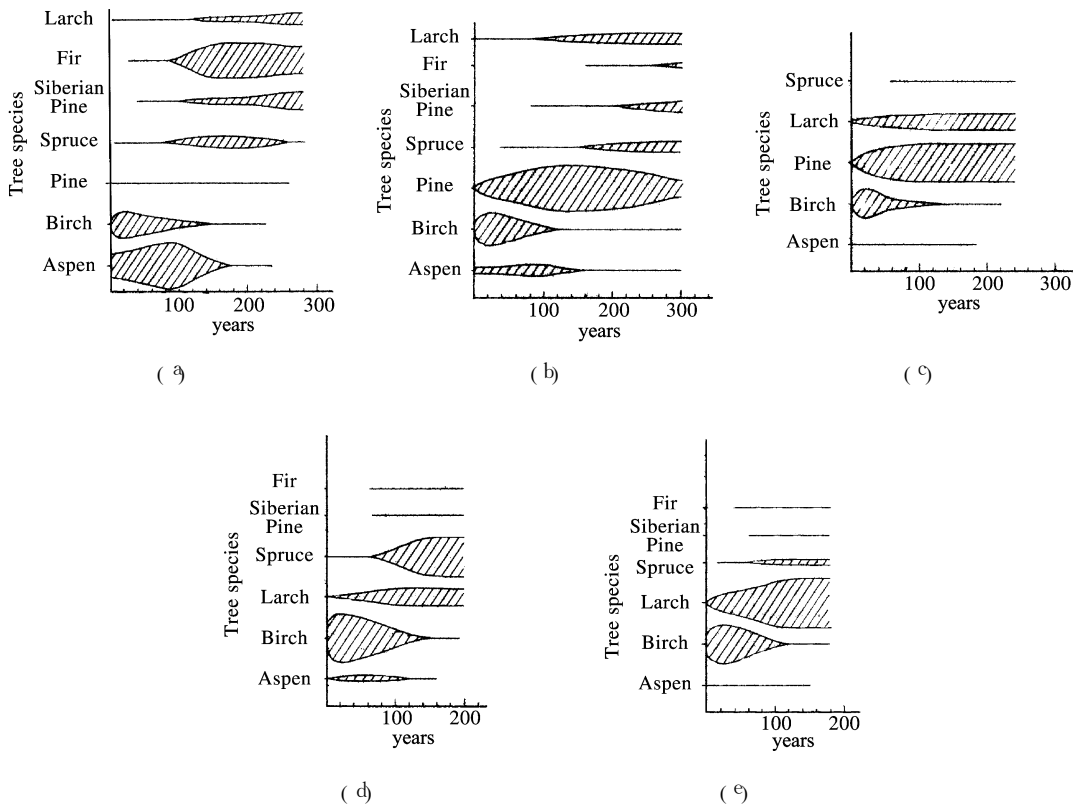 Larch
Fir
Siberian
Pine
Spruce
Pine
Birch
Aspen
Tree species
100 200 300
years
( a)
Larch
Fir
Siberian
Pine
Spruce
Pine
Birch
Aspen
Tree species
100 200 300
years
( b)
Spruce
Larch
Pine
Birch
Aspen
Tree species
100 200 300
years
( c)
Fir
Siberian
Pine
Spruce
Larch
Birch
Aspen
Tree species
100 200
years
( d)
Fir
Siberian
Pine
Spruce
Larch
Birch
Aspen
Tree species
100 200
years
( e)